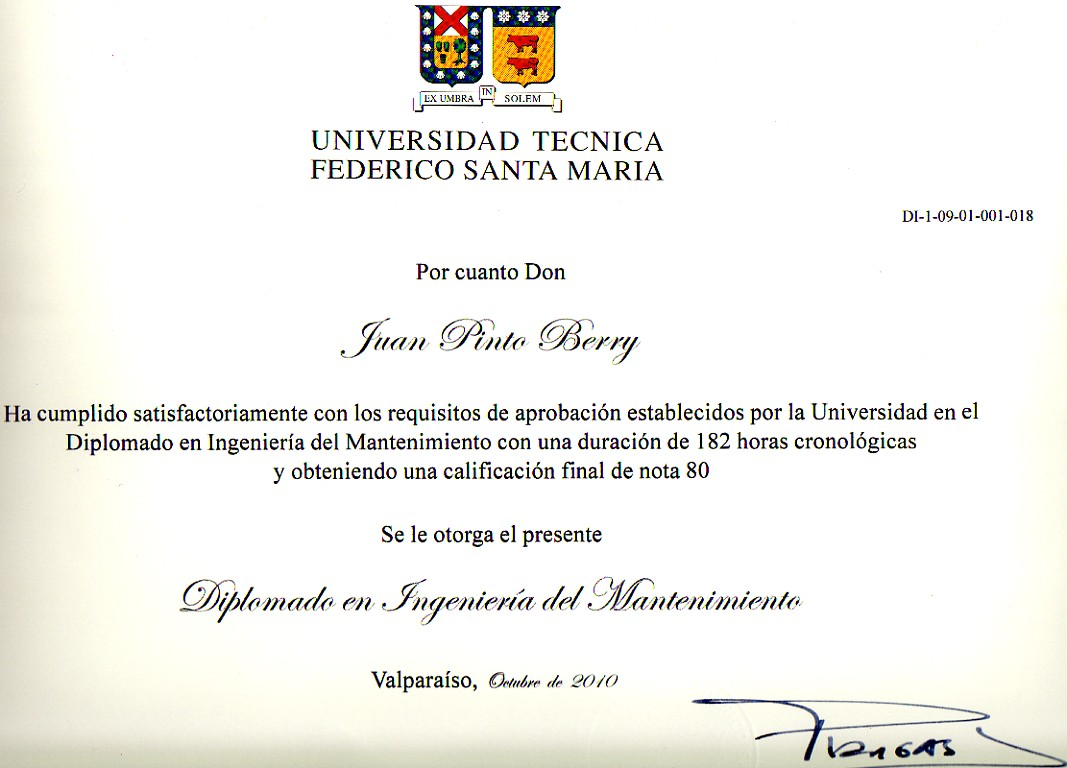 EX UMBRA IN SOLEM
UNIVERSIDAD TECNICA
FEDERICO SANTA MARIA
DI-1-09-01-001-018
Por cuanto Don
Juan Pinto Berry
Ha cumplido satisfactoriamente con los requisitos de aprobación establecidos por la Universidad en el
Diplomado en Ingeniería del Mantenimiento con una duración de 182 horas cronológicas
y obteniendo una calificación final de nota 80
Se le otorga el presente
Diplomado en Ingeniería del Mantenimiento
Valparaíso, Octubre de 2010